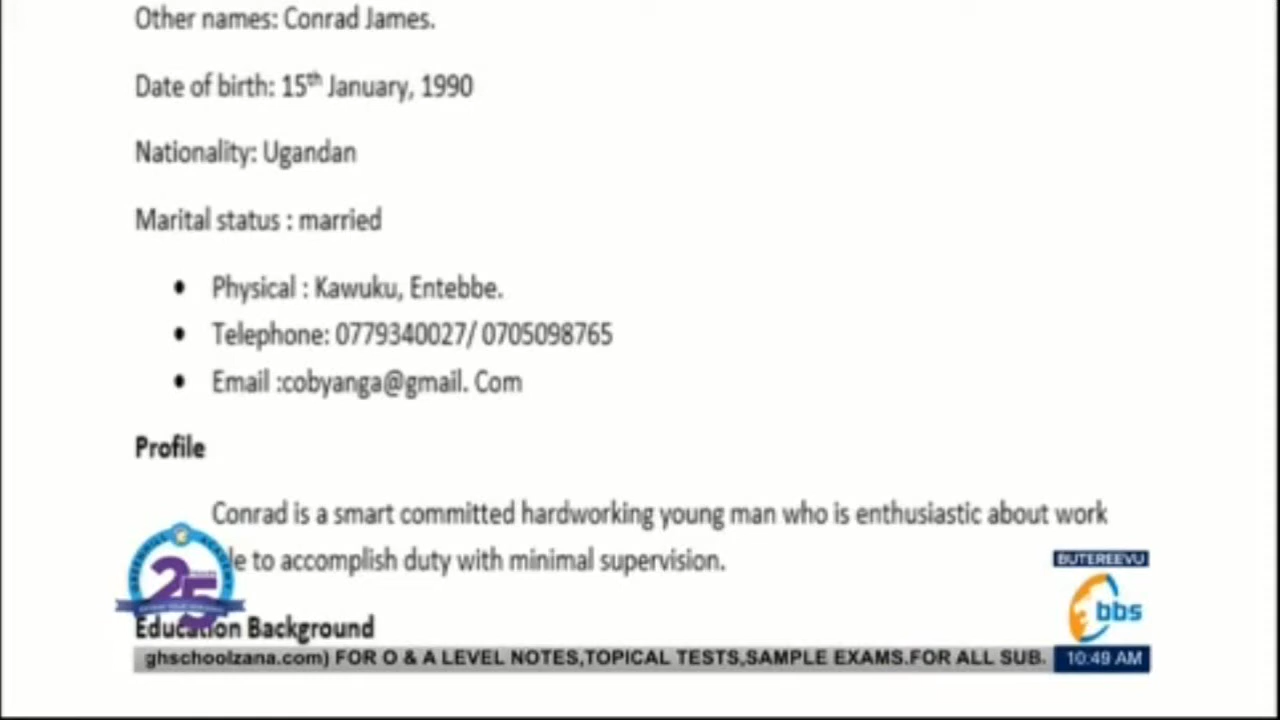 Other names: Conrad James.
Date of birth: 15th January, 1990
Nationality: Ugandan
Marital status : married
• Physical : Kawuku, Entebbe.
• Telephone: 0779340027/ 0705098765
• Email :cobyanga@gmail. Com
Profile
Conrad is a smart committed hardworking young man who is enthusiastic about work
le to accomplish duty with minimal supervision.
25
Education Background
BUTEREEVU
bbs
ghschoolzana.com) FOR O & A LEVEL NOTES,TOPICAL TESTS,SAMPLE EXAMS.FOR ALL SUB.
10:49 AM